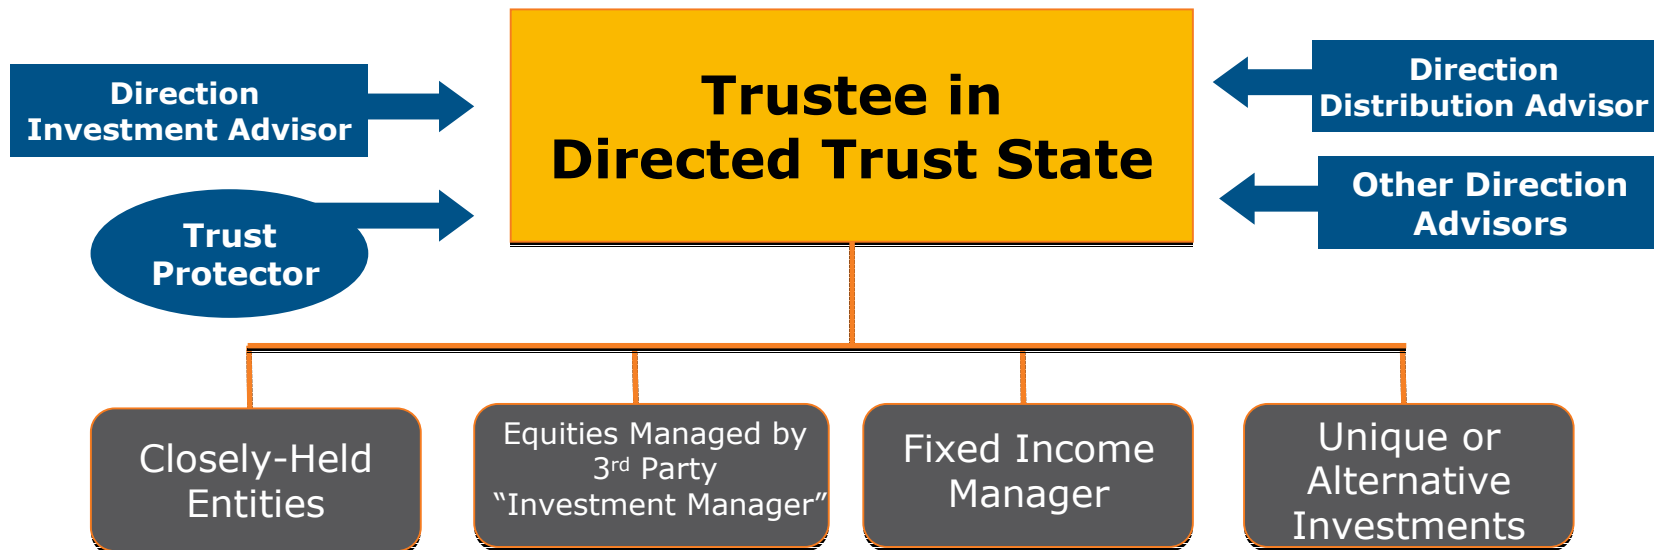 Trustee in
Directed Trust State
Direction
Investment Advisor
Trust
Protector
Direction
Distribution Advisor
Other Direction
Advisors
Closely-Held
Entities
Equities Managed by
3rd Party
“Investment Manager”
Fixed Income
Manager
Unique or
Alternative
Investments